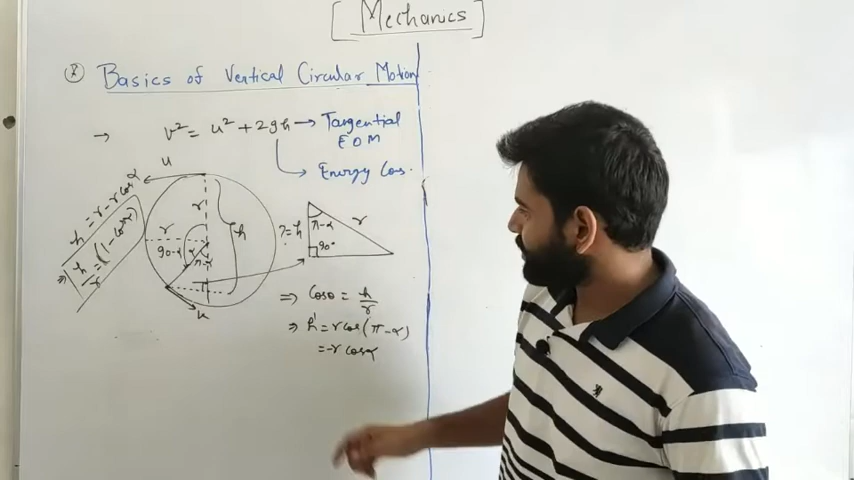 [Mechanics]
* Basics of Vertical Circular Motion
→ v² = u² + 2gh → Tangential
EOM
→ Energy Cos.
u
h = r - r cos α
⇒ h/r = (1 - cos α)
r
r
h
90-α
α
π-α
u
?= h
π-α
r
90°
⇒ Cos θ = h/r
⇒ h' = r cos (π - α)
= -r cos α